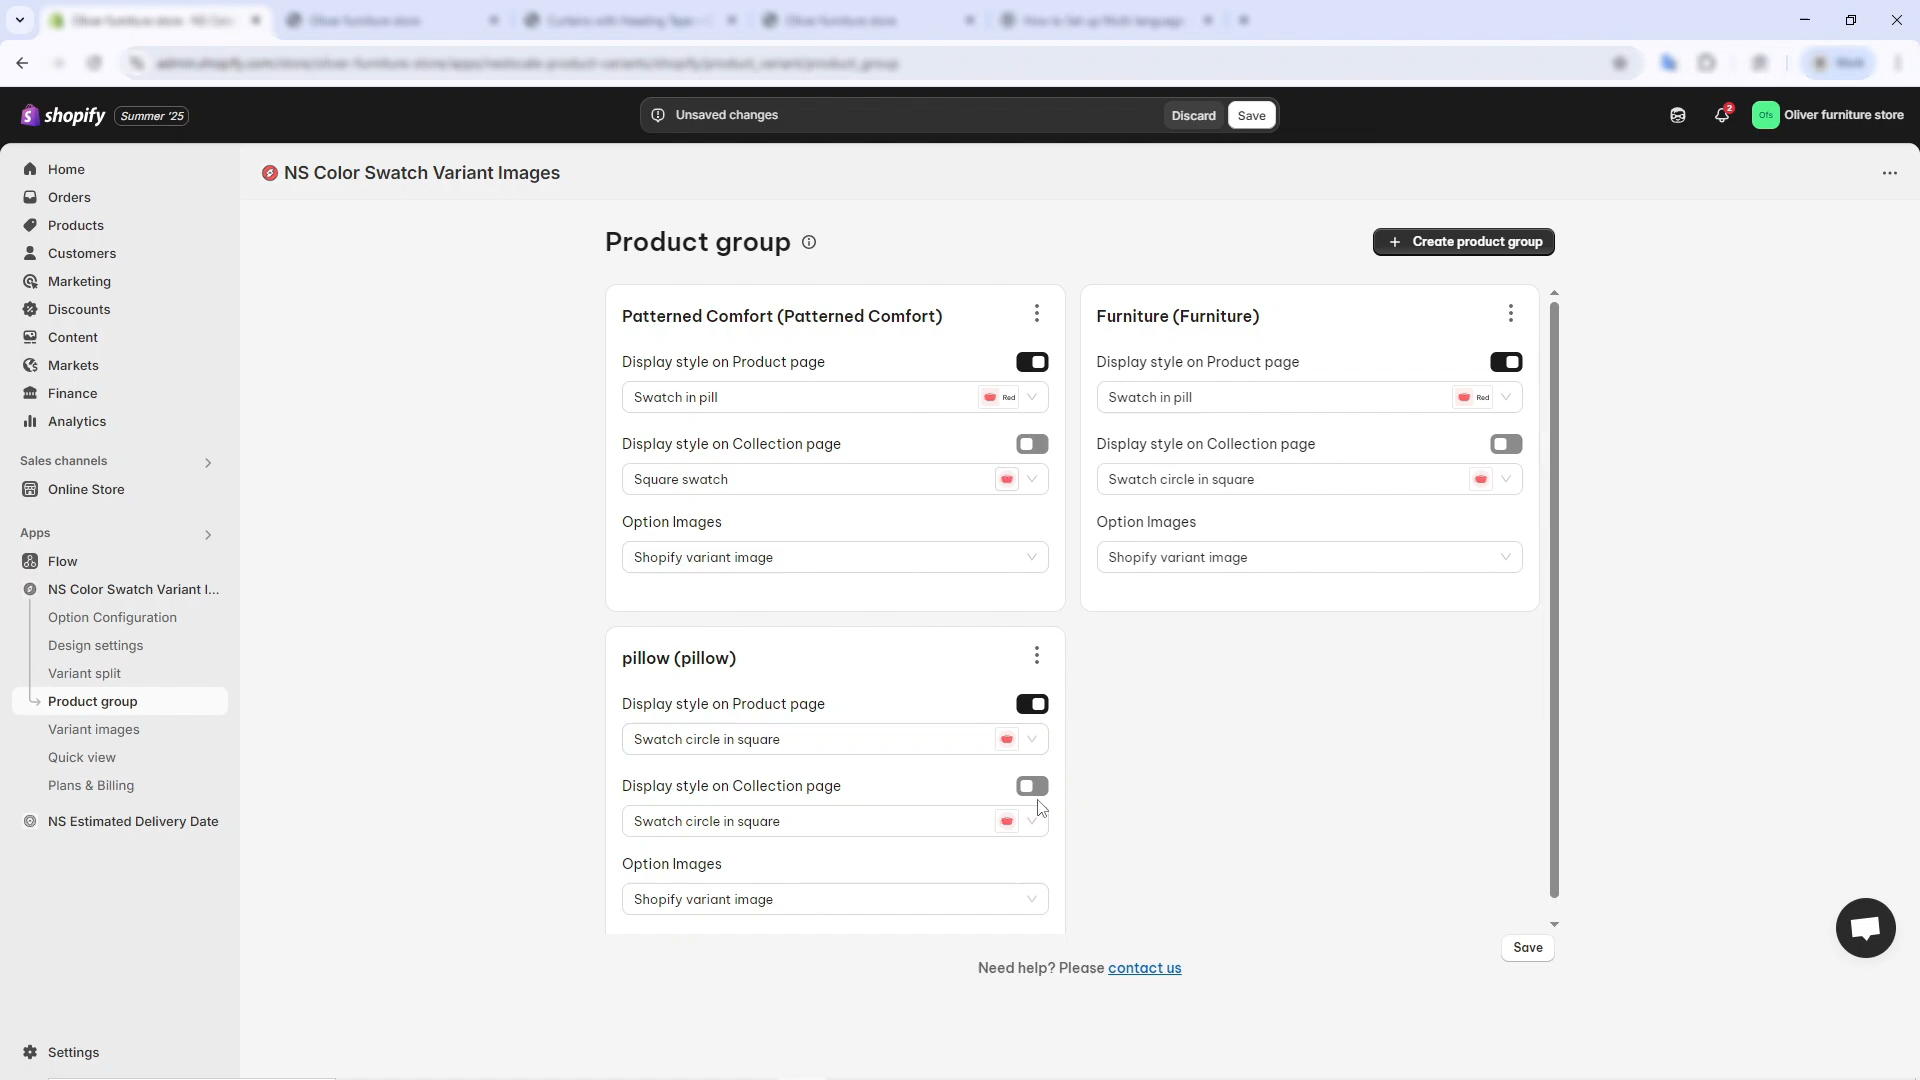 shopify
Summer '25
Unsaved changes
Discard
Save
2
Ofs
Oliver furniture store
Home
Orders
Products
Customers
Marketing
Discounts
Content
Markets
Finance
Analytics
Sales channels
Online Store
Apps
Flow
NS Color Swatch Variant I...
Option Configuration
Design settings
Variant split
Product group
Variant images
Quick view
Plans & Billing
NS Estimated Delivery Date
Settings
NS Color Swatch Variant Images
Product group
Create product group
Patterned Comfort (Patterned Comfort)
Display style on Product page
Swatch in pill
Red
Display style on Collection page
Square swatch
Option Images
Shopify variant image
Furniture (Furniture)
Display style on Product page
Swatch in pill
Red
Display style on Collection page
Swatch circle in square
Option Images
Shopify variant image
pillow (pillow)
Display style on Product page
Swatch circle in square
Display style on Collection page
Swatch circle in square
Option Images
Shopify variant image
Save
Need help? Please contact us